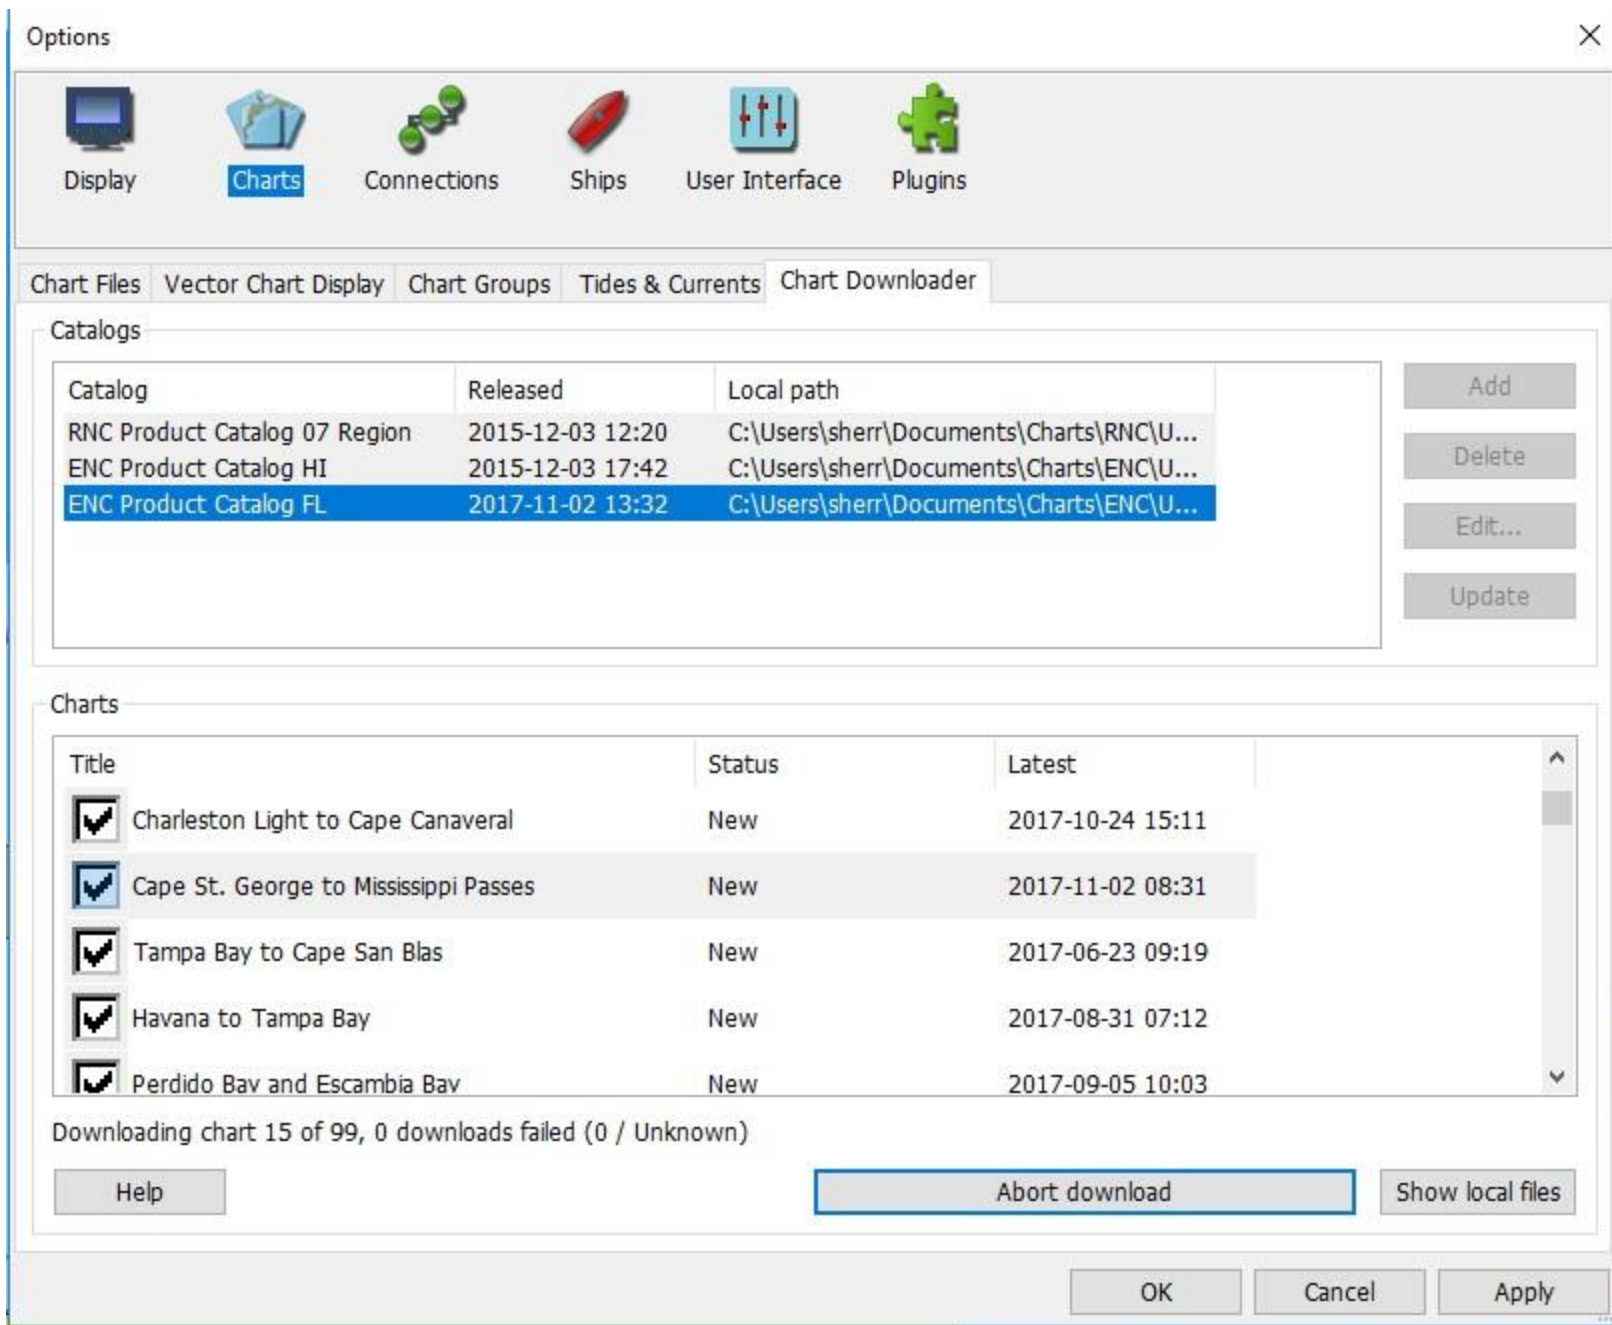 Options
Display Charts Connections Ships User Interface Plugins
Chart Files Vector Chart Display Chart Groups Tides & Currents Chart Downloader
Catalogs
Catalog Released Local path
RNC Product Catalog 07 Region 2015-12-03 12:20 C:\Users\sherr\Documents\Charts\RNC\U...
ENC Product Catalog HI 2015-12-03 17:42 C:\Users\sherr\Documents\Charts\ENC\U...
ENC Product Catalog FL 2017-11-02 13:32 C:\Users\sherr\Documents\Charts\ENC\U...
Add
Delete
Edit...
Update
Charts
Title Status Latest
Charleston Light to Cape Canaveral New 2017-10-24 15:11
Cape St. George to Mississippi Passes New 2017-11-02 08:31
Tampa Bay to Cape San Blas New 2017-06-23 09:19
Havana to Tampa Bay New 2017-08-31 07:12
Perdido Bay and Escambia Bay New 2017-09-05 10:03
Downloading chart 15 of 99, 0 downloads failed (0 / Unknown)
Help Abort download Show local files
OK Cancel Apply